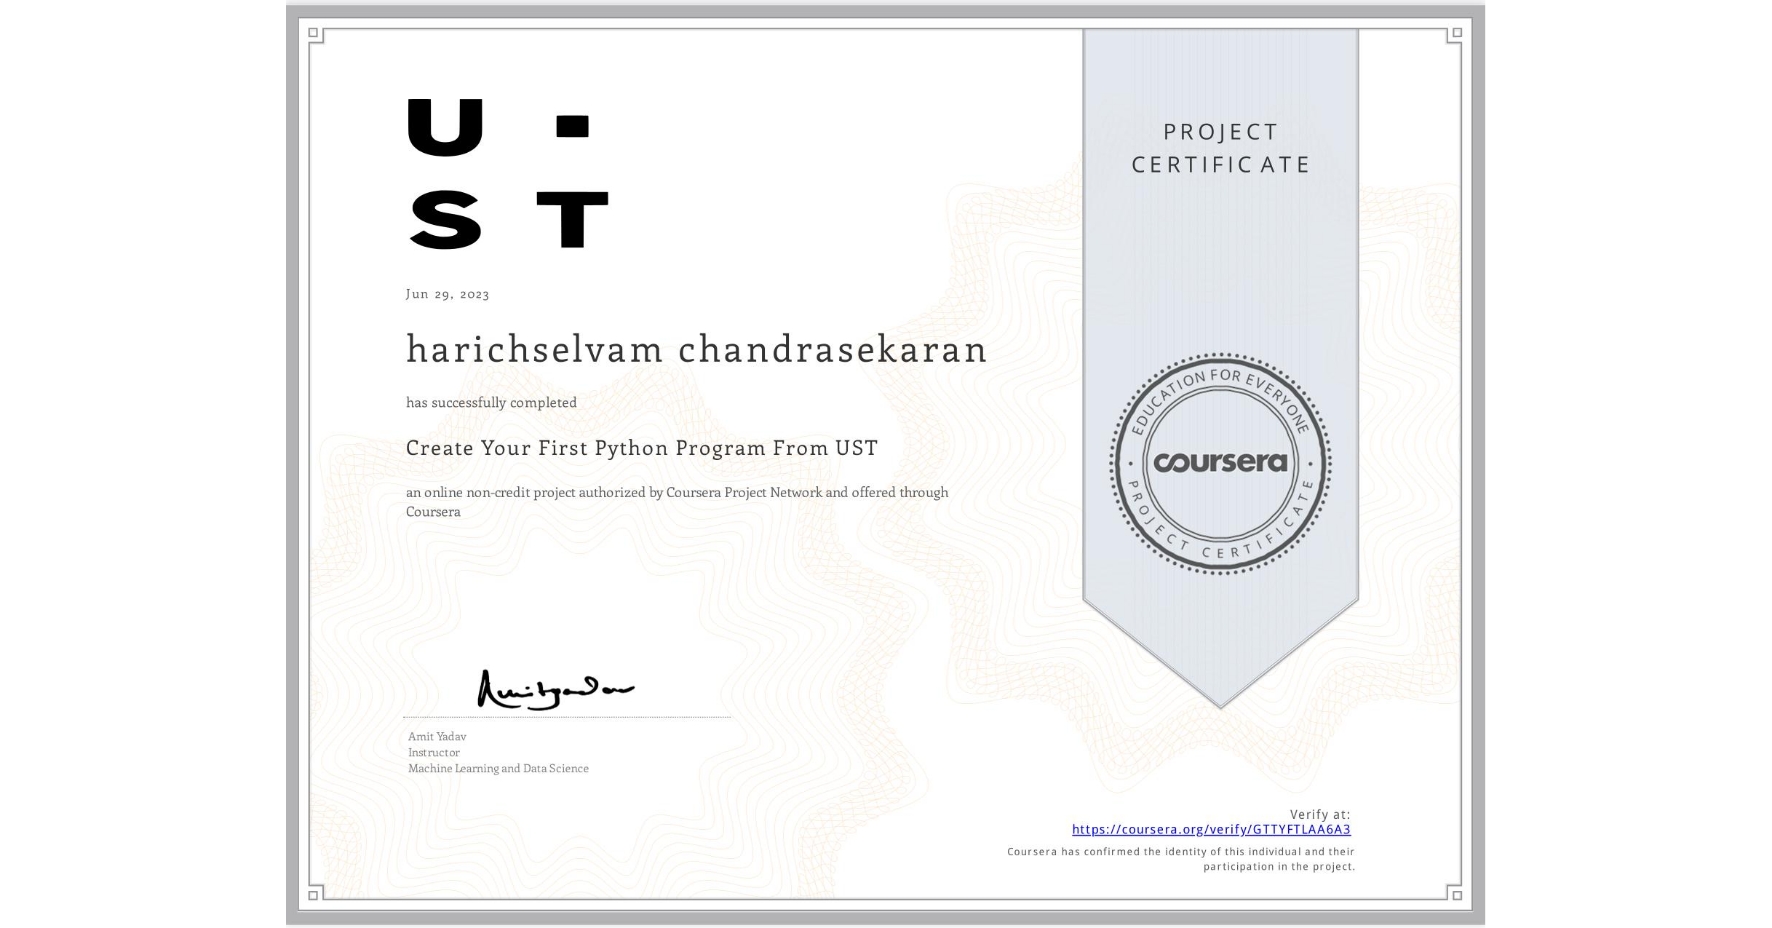 U ·
S T
PROJECT
CERTIFICATE
Jun 29, 2023
harichselvam chandrasekaran
has successfully completed
Create Your First Python Program From UST
an online non-credit project authorized by Coursera Project Network and offered through
Coursera
EDUCATION FOR EVERYONE
coursera
PROJECT CERTIFICATE
Amit Yadav
Amit Yadav
Instructor
Machine Learning and Data Science
Verify at:
https://coursera.org/verify/GTTYFTLAA6A3
Coursera has confirmed the identity of this individual and their
participation in the project.